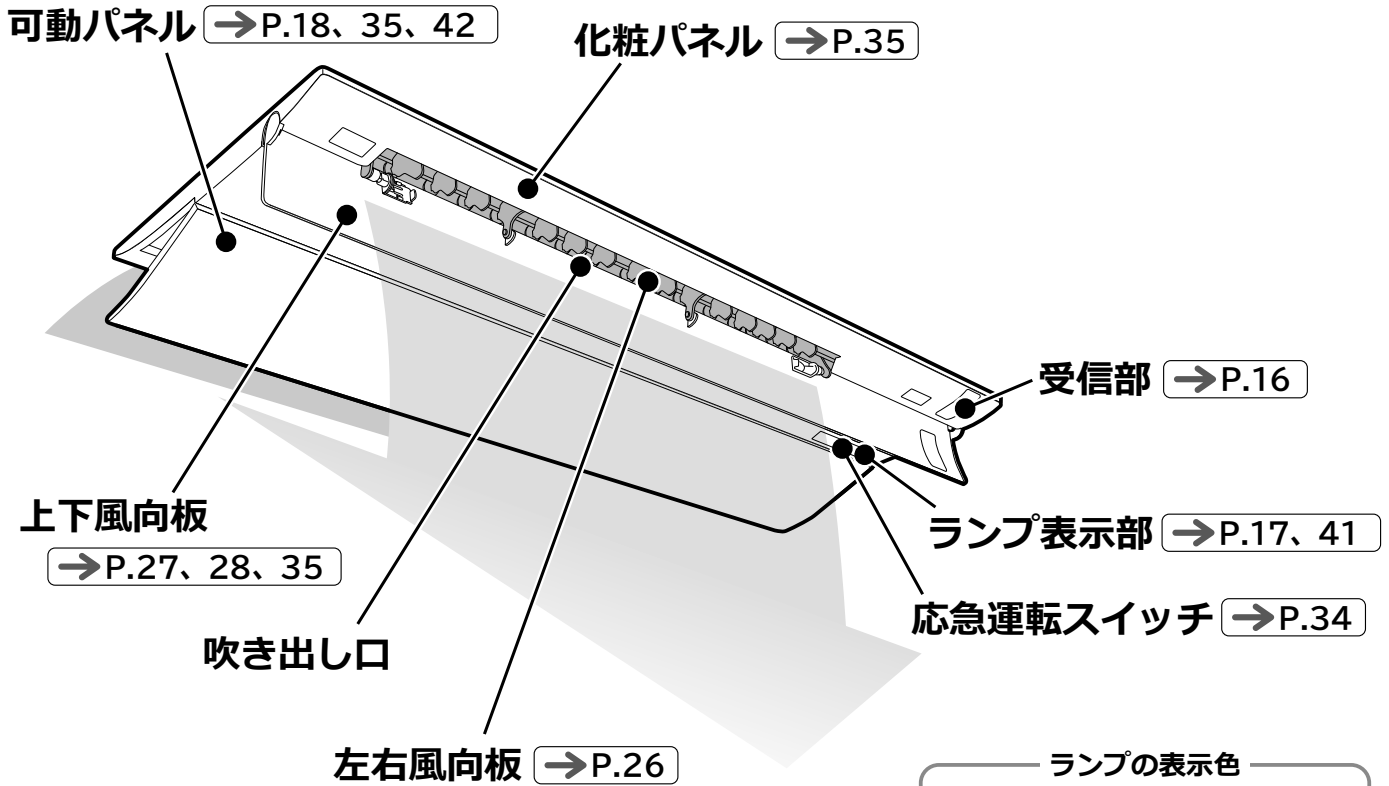 可動パネル →P.18、35、42
化粧パネル →P.35
受信部 →P.16
上下風向板
→P.27、28、35
ランプ表示部 →P.17、41
応急運転スイッチ →P.34
吹き出し口
左右風向板 →P.26
ランプの表示色